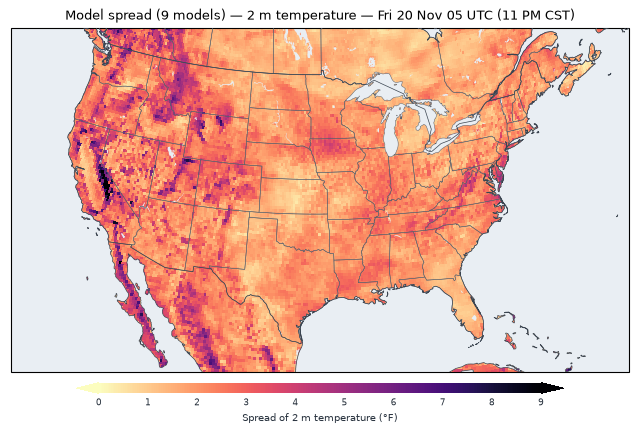 Model spread (9 models) — 2 m temperature — Fri 20 Nov 05 UTC (11 PM CST)
0 1 2 3 4 5 6 7 8 9
Spread of 2 m temperature (°F)